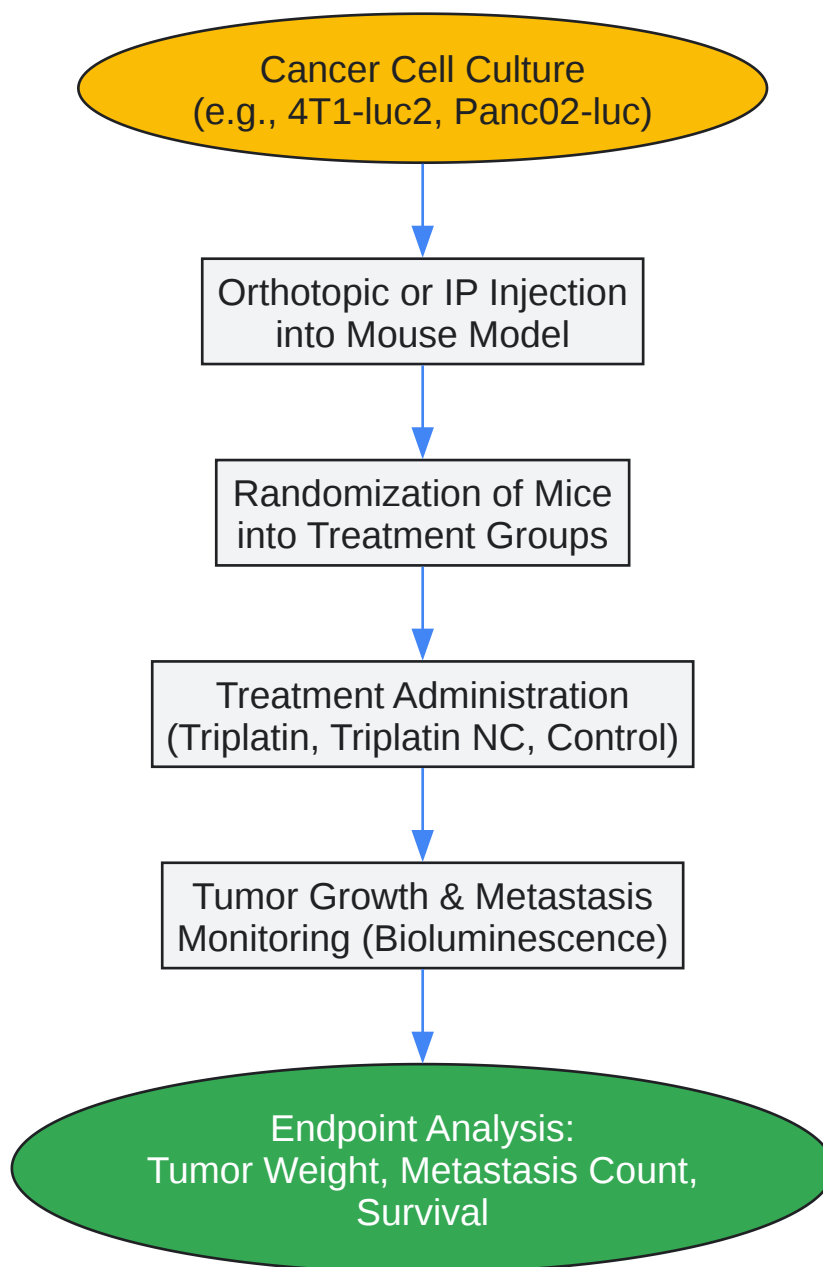 Cancer Cell Culture
(e.g., 4T1-luc2, Panc02-luc)
Orthotopic or IP Injection
into Mouse Model
Randomization of Mice
into Treatment Groups
Treatment Administration
(Triplatin, Triplatin NC, Control)
Tumor Growth & Metastasis
Monitoring (Bioluminescence)
Endpoint Analysis:
Tumor Weight, Metastasis Count,
Survival